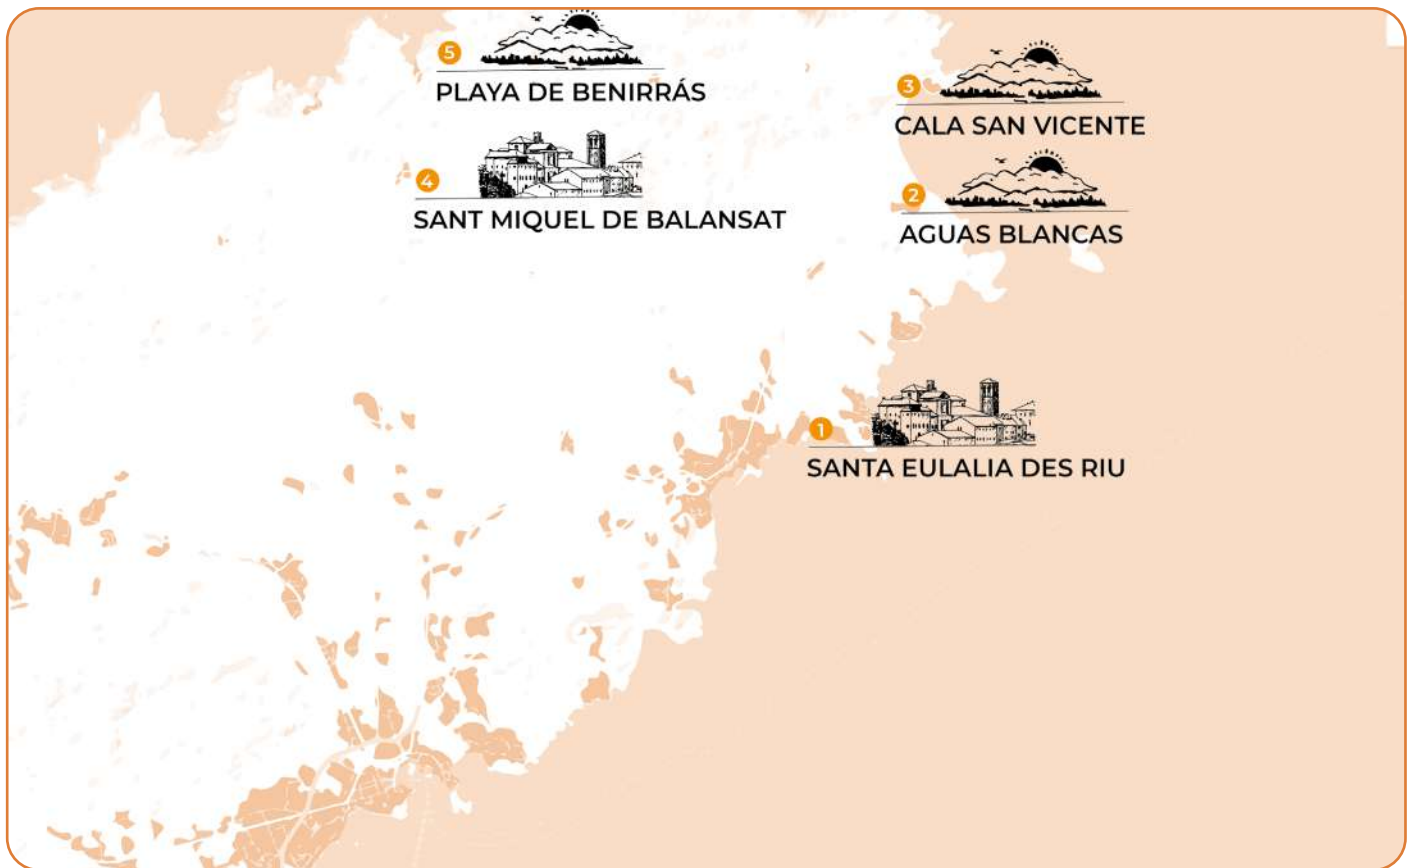 5
PLAYA DE BENIRRÁS
3
CALA SAN VICENTE
4
SANT MIQUEL DE BALANSAT
2
AGUAS BLANCAS
1
SANTA EULALIA DES RIU